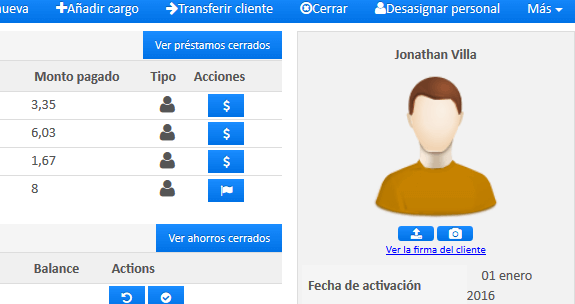 nueva Añadir cargo Transferir cliente Cerrar Desasignar personal Más
Ver préstamos cerrados
Monto pagado Tipo Acciones
3,35 $
6,03 $
1,67 $
8
Ver ahorros cerrados
Balance Actions
Jonathan Villa
Ver la firma del cliente
Fecha de activación 01 enero
2016